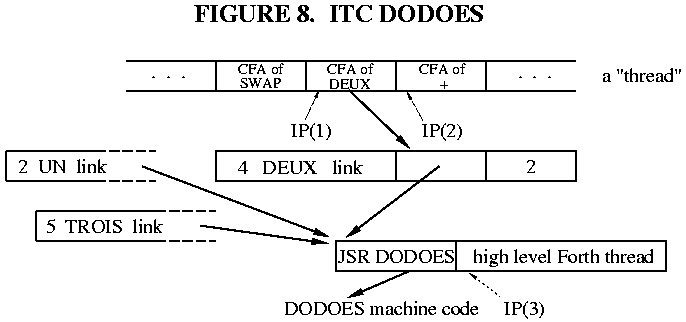 FIGURE 8. ITC DODOES
. . . CFA of SWAP CFA of DEUX CFA of + . . . a "thread"
IP(1) IP(2)
2 UN link 4 DEUX link 2
5 TROIS link
JSR DODOES high level Forth thread
DODOES machine code IP(3)